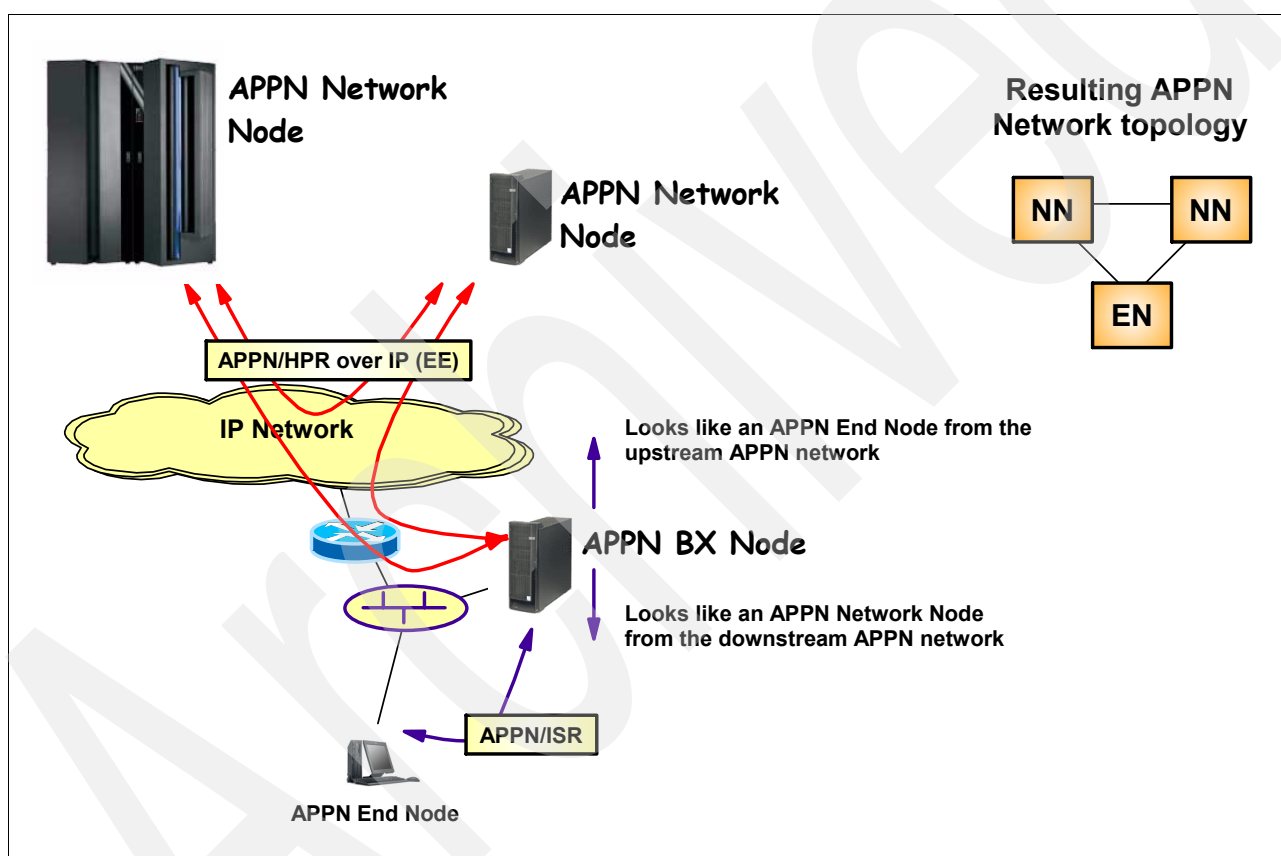 APPN Network
Node
APPN Network
Node
Resulting APPN
Network topology
NN
NN
EN
APPN/HPR over IP (EE)
IP Network
Looks like an APPN End Node from the
upstream APPN network
APPN BX Node
Looks like an APPN Network Node
from the downstream APPN network
APPN/ISR
APPN End Node
Archived